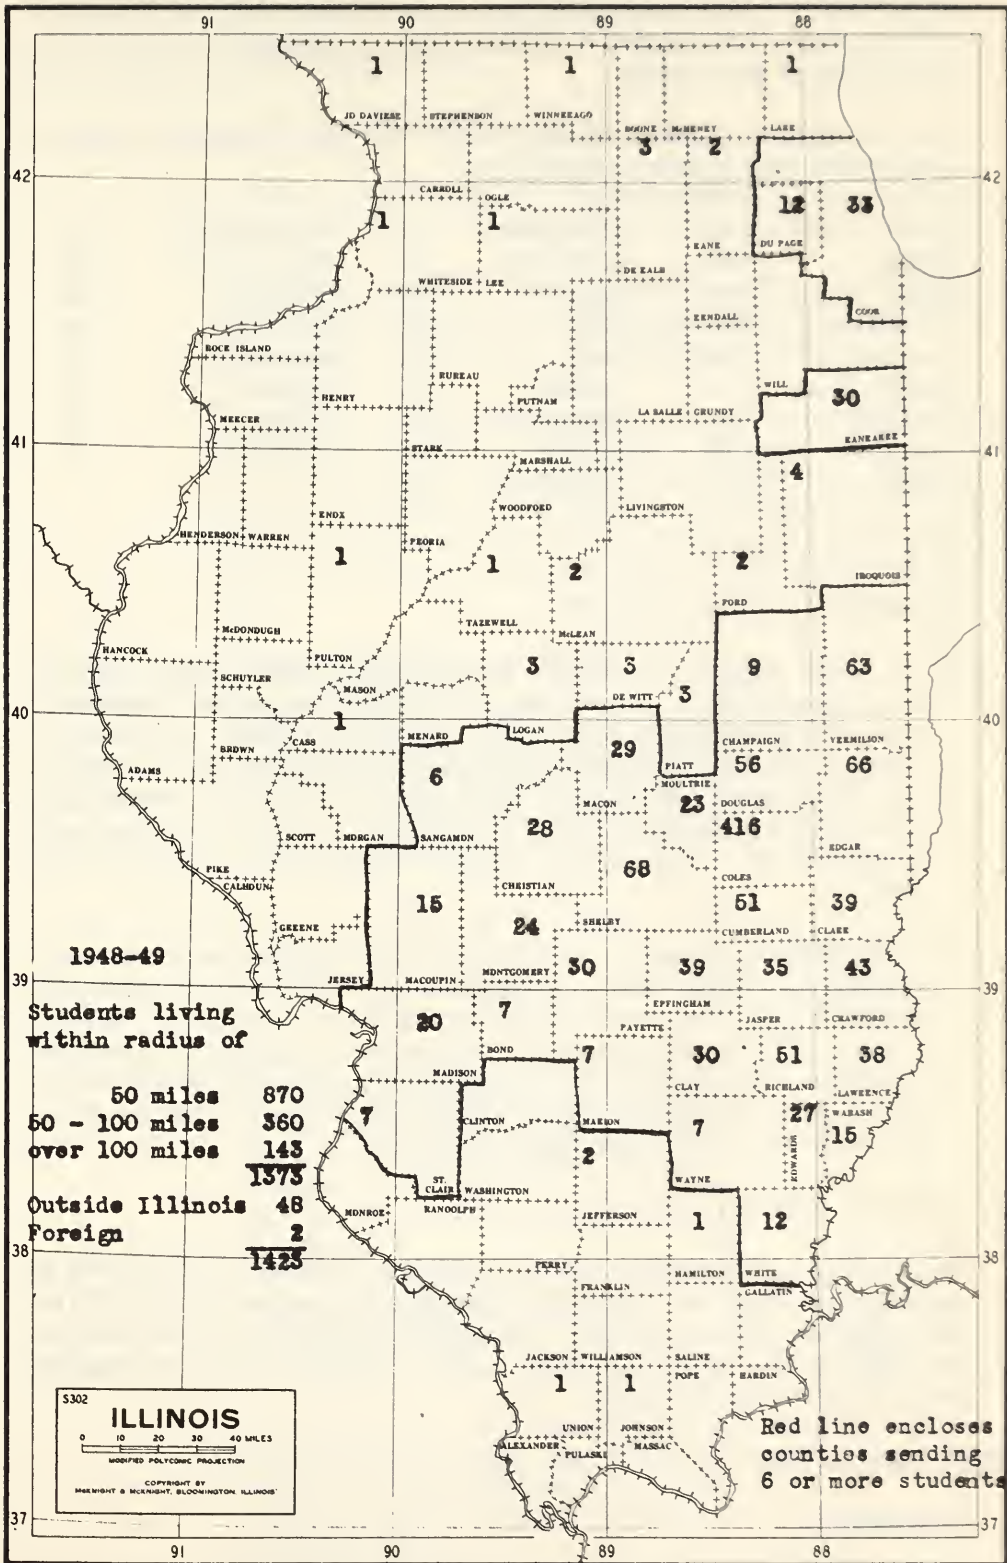 91 90 89 88
1 1 1
JO DAVIESE STEPHENSON WINNEEAGO BOONE McHENRY LAKE
3 2
42 42
CARROLL OGLE
12 33
1 1
KANE DU PAGE
WHITESIDE LEE DE KALB
COOK
KENDALL
ROCK ISLAND
BUREAU WILL
HENRY PUTNAM 30
LA SALLE GRUNDY
MERCER
41 KANKAKEE 41
STARK
MARSHALL 4
WOODFORD LIVINGSTON
KNOX
HENDERSON WARREN PEORIA
1 1 2 2
IROQUOIS
FORD
TAZEWELL
McDONOUGH McLEAN
HANCOCK FULTON
3 3 9 63
SCHUYLER
MASON DE WITT 3
40 1 40
MENARD LOGAN
CASS CHAMPAIGN VERMILION
BROWN 29
ADAMS 6 PIATT 56 66
MOULTRIE
MACON 23 DOUGLAS
28 416
SCOTT MORGAN SANGAMON
EDGAR
PIKE 68
CALHOUN CHRISTIAN COLES
15 51 39
GREENE 24 SHELBY
CUMBERLAND CLARK
1948-49
30 39 35 43
39 JERSEY MACOUPIN MONTGOMERY 39
Students living 20 7 EFFINGHAM
within radius of FAYETTE JASPER CRAWFORD
BOND 7 30 51 38
MADISON CLAY RICHLAND LAWRENCE
50 miles 870
50 - 100 miles 360
over 100 miles 143
1373
7 CLINTON MARION 7 27 WABASH
2 EDWARDS 15
ST. CLAIR WASHINGTON WAYNE
Outside Illinois 48
Foreign 2
1423
MONROE RANDOLPH JEFFERSON 1 12
38 38
PERRY HAMILTON WHITE
FRANKLIN GALLATIN
JACKSON WILLIAMSON SALINE
1 1 POPE HARDIN
S302
ILLINOIS
0 10 20 30 40 MILES
MODIFIED POLYCONIC PROJECTION
COPYRIGHT BY
McKNIGHT & McKNIGHT, BLOOMINGTON, ILLINOIS
UNION JOHNSON
ALEXANDER MASSAC
PULASKI
Red line encloses
counties sending
6 or more students
37 37
91 90 89 88